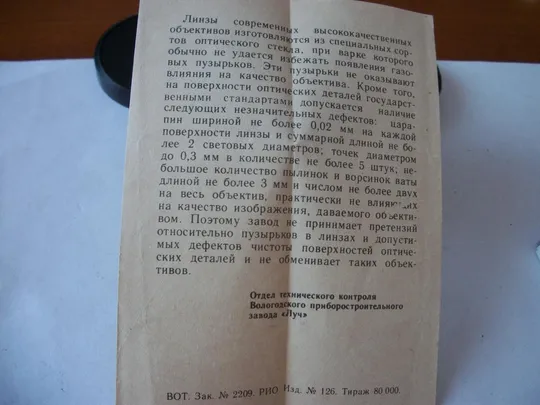 Линзы современных высококачественных
объективов изготовляются из специальных сор-
тов оптического стекла, при варке которого
обычно не удается избежать появления газо-
вых пузырьков. Эти пузырьки не оказывают
влияния на качество объектива. Кроме того,
на поверхности оптических деталей государст-
венными стандартами допускается наличие
следующих незначительных дефектов: цара-
пин шириной не более 0,02 мм на каждой
поверхности линзы и суммарной длиной не бо-
лее 2 световых диаметров; точек диаметром
до 0,3 мм в количестве не более 5 штук; не-
большое количество пылинок и ворсинок ваты
длиной не более 3 мм и числом не более двух
на весь объектив, практически не влияющих
на качество изображения, даваемого объекти-
вом. Поэтому завод не принимает претензий
относительно пузырьков в линзах и допусти-
мых дефектов чистоты поверхностей оптиче-
ских деталей и не обменивает таких объек-
тивов.
Отдел технического контроля
Вологодского приборостроительного
завода «Луч»
ВОТ. Зак. № 2209. РИО Изд. № 126. Тираж 80 000.